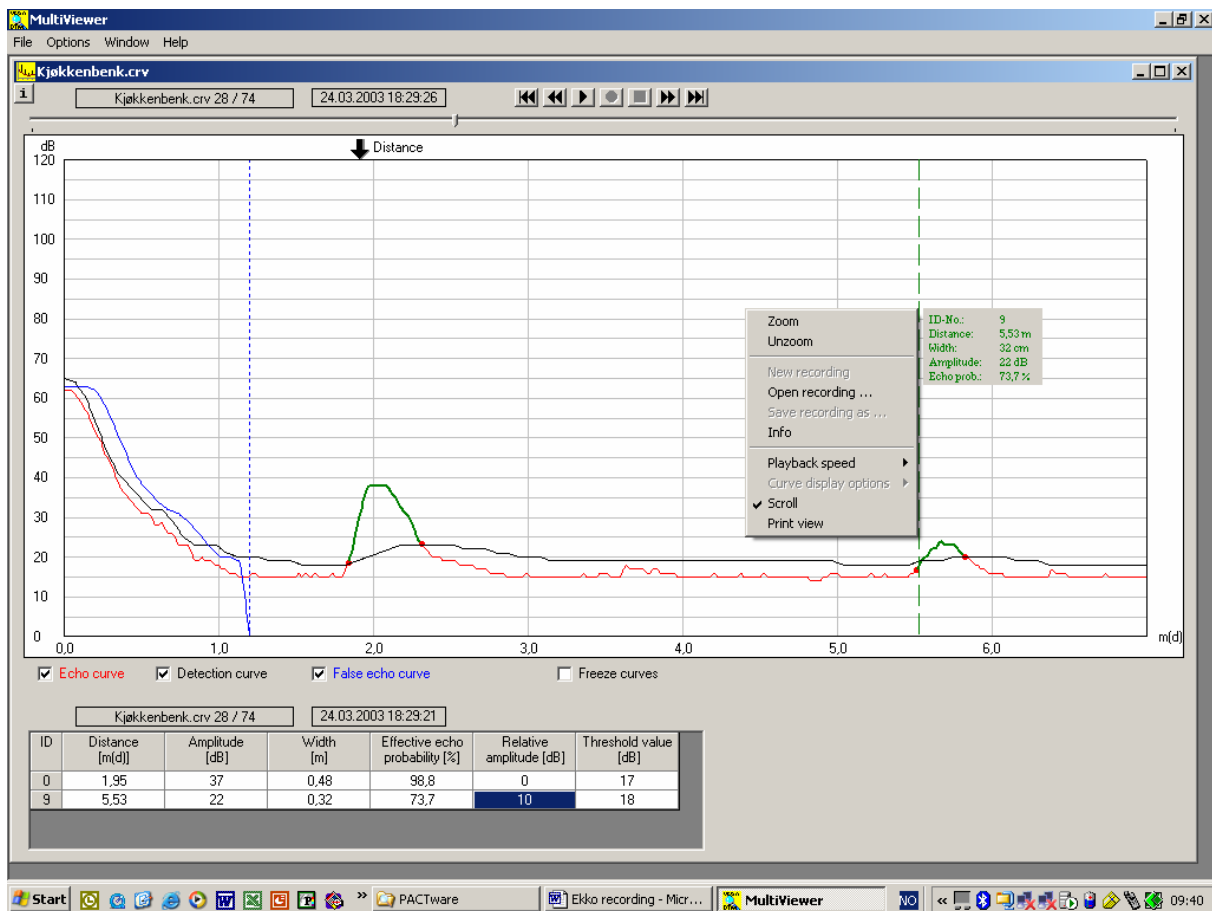 MultiViewer
File Options Window Help
Kjøkkenbenk.crv
i
Kjøkkenbenk.crv 28 / 74 24.03.2003 18:29:26
dB
Distance
120
110
100
90
80
70
60
50
40
30
20
10
0
0,0 1,0 2,0 3,0 4,0 5,0 6,0 m(d)
Zoom
Unzoom
New recording
Open recording ...
Save recording as ...
Info
Playback speed
Curve display options
Scroll
Print view
ID-No.: 9
Distance: 5,53 m
Width: 32 cm
Amplitude: 22 dB
Echo prob.: 73,7 %
Echo curve Detection curve False echo curve Freeze curves
Kjøkkenbenk.crv 28 / 74 24.03.2003 18:29:21
ID Distance [m(d)] Amplitude [dB] Width [m] Effective echo probability [%] Relative amplitude [dB] Threshold value [dB]
0 1,95 37 0,48 98,8 0 17
9 5,53 22 0,32 73,7 10 18
Start » PACTware Ekko recording - Micr... MultiViewer NO « 09:40